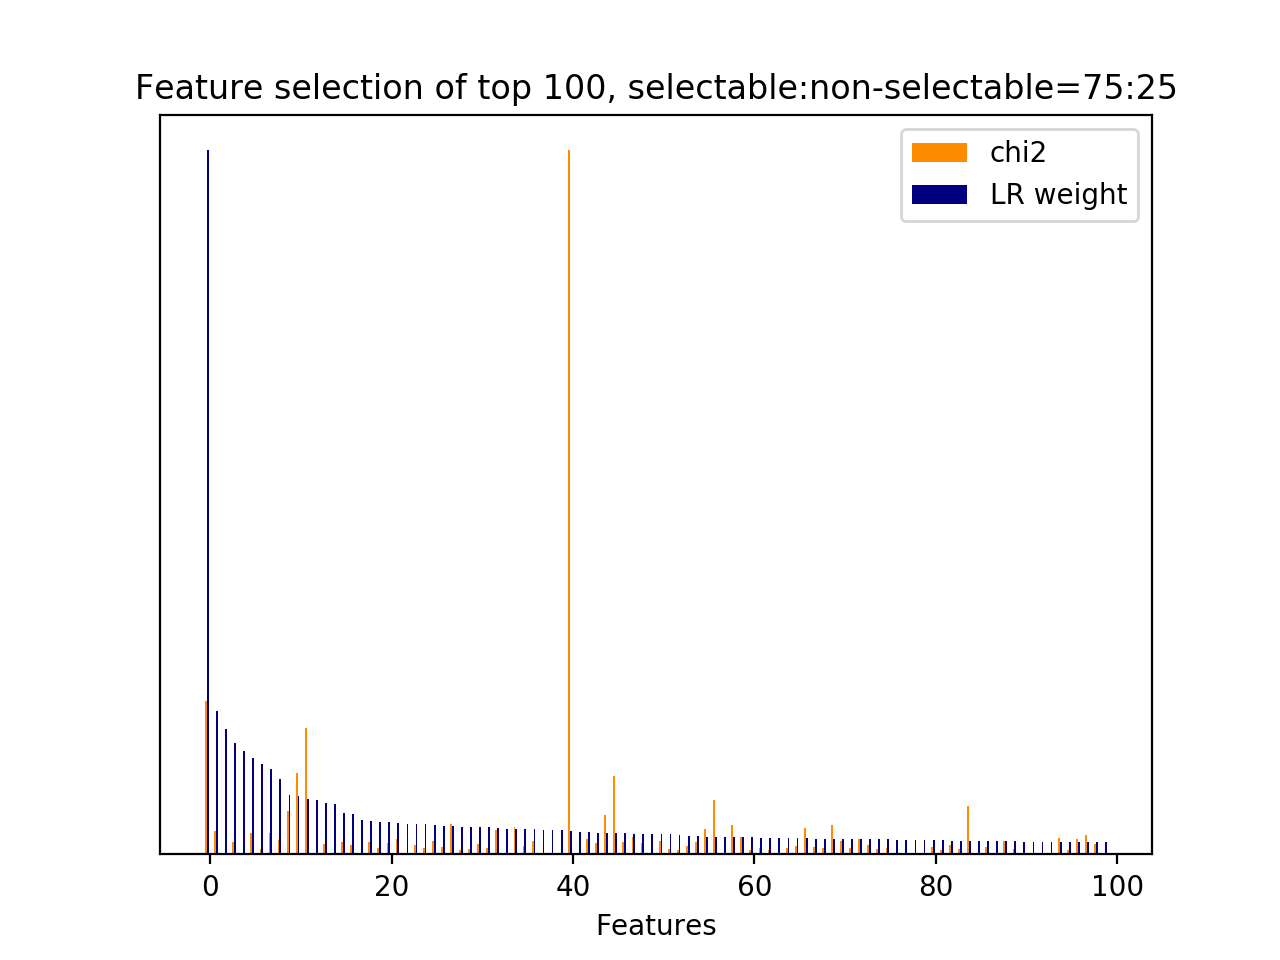 Feature selection of top 100, selectable:non-selectable=75:25
chi2
LR weight
0 20 40 60 80 100
Features